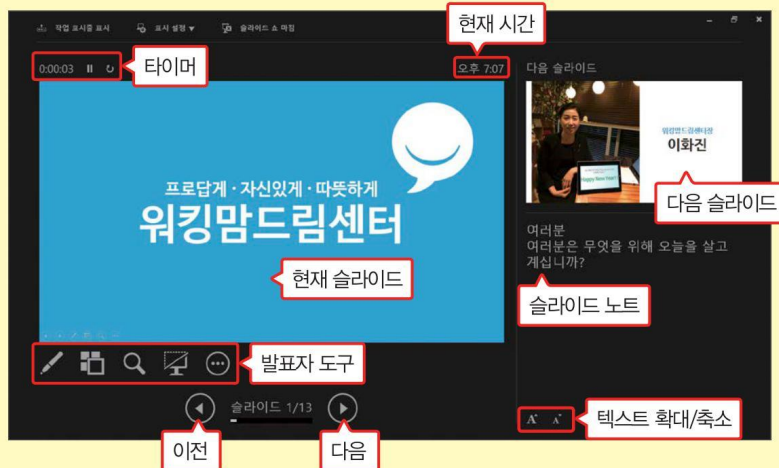 현재 시간
작업 표시줄 표시
표시 설정 ▼
슬라이드 쇼 마침
0:00:03
타이머
오후 7:07
다음 슬라이드
프로답게·자신있게·따뜻하게
워킹맘드림센터
현재 슬라이드
워킹맘드림센터장
이화진
Happy New Year!
다음 슬라이드
여러분
여러분은 무엇을 위해 오늘을 살고
계십니까?
슬라이드 노트
발표자 도구
슬라이드 1/13
이전
다음
A A
텍스트 확대/축소